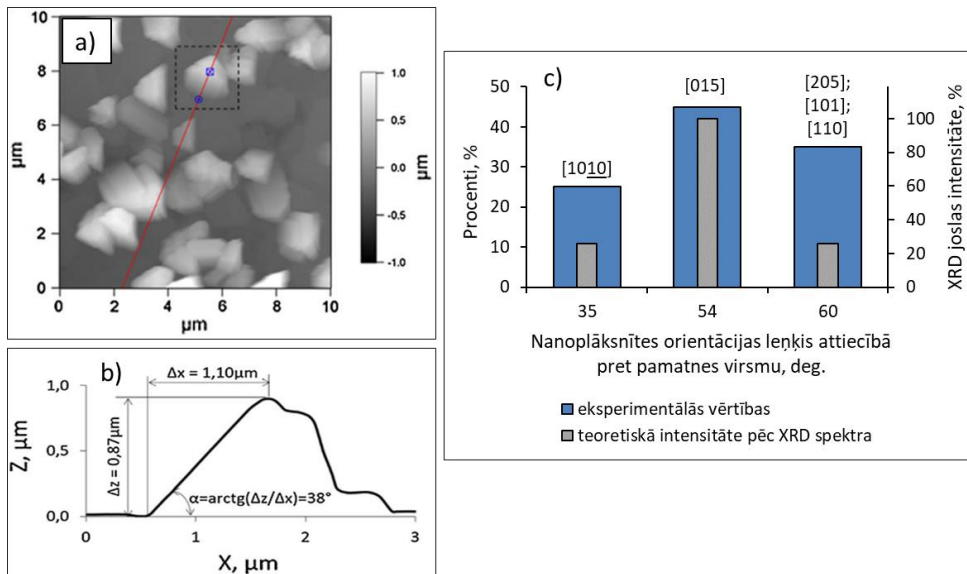 a)
10
8
6
4
2
0
µm
0
2
4
6
8
10
µm
1.0
0.5
0.0
-0.5
-1.0
µm
b)
Δx = 1,10µm
1,0
0,5
0,0
Z, µm
Δz = 0,87µm
α=arctg(Δz/Δx)=38°
1
2
3
X, µm
c)
50
40
30
20
10
0
Procenti, %
[1010]
[015]
[205];
[101];
[110]
100
80
60
40
20
0
XRD joslas intensitāte, %
35
54
60
Nanoplāksnītes orientācijas leņķis attiecībā
pret pamatnes virsmu, deg.
eksperimentālās vērtības
teoretiskā intensitāte pēc XRD spektra